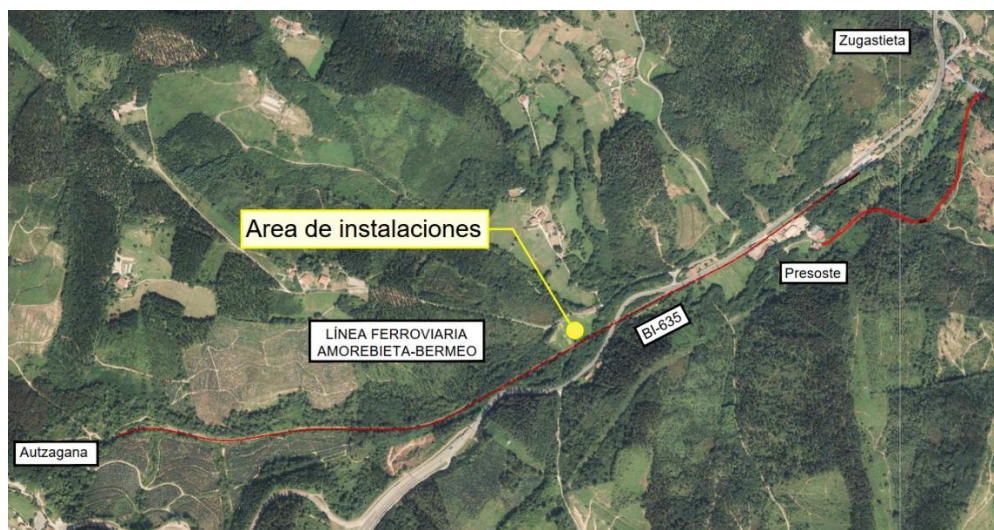 Zugastieta
Area de instalaciones
Presoste
BI-635
LÍNEA FERROVIARIA
AMOREBIETA-BERMEO
Autzagana